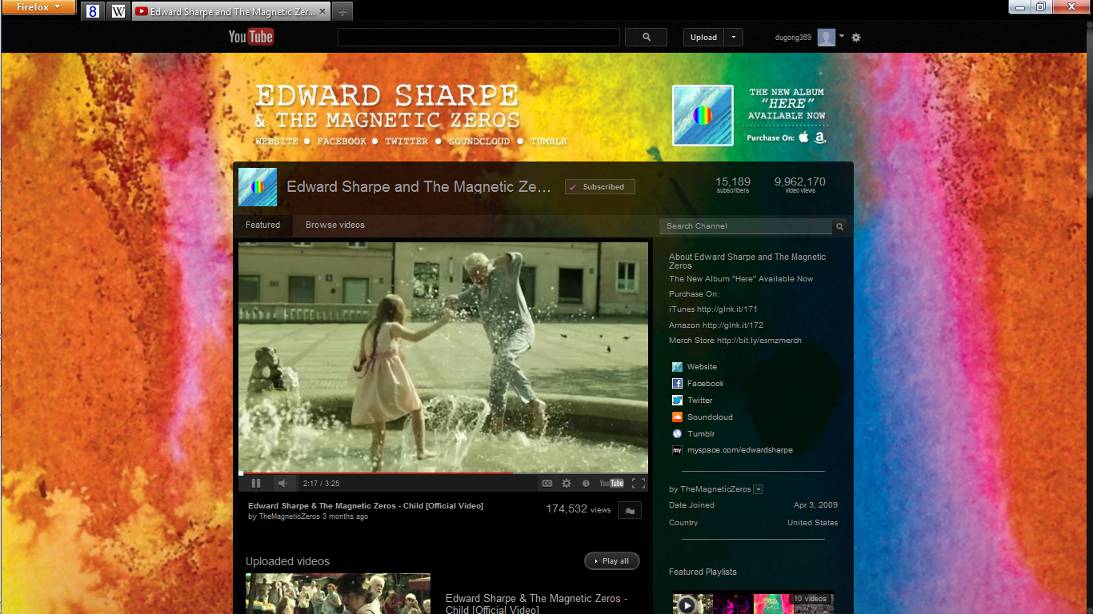 Firefox
8
W
Edward Sharpe and The Magnetic Zer...
YouTube
Upload
dugong369
EDWARD SHARPE
& THE MAGNETIC ZEROS
WEBSITE ● FACEBOOK ● TWITTER ● SOUNDCLOUD ● TUMBLR
THE NEW ALBUM
"HERE"
AVAILABLE NOW
Purchase On:
Edward Sharpe and The Magnetic Ze...
Subscribed
15,189
subscribers
9,962,170
video views
Featured
Browse videos
Search Channel
2:17 / 3:25
YouTube
Edward Sharpe & The Magnetic Zeros - Child [Official Video]
by TheMagneticZeros 3 months ago
174,532 views
Uploaded videos
Play all
Edward Sharpe & The Magnetic Zeros -
Child [Official Video]
About Edward Sharpe and The Magnetic
Zeros
The New Album "Here" Available Now
Purchase On:
iTunes http://glnk.it/171
Amazon http://glnk.it/172
Merch Store http://bit.ly/esmzmerch
Website
Facebook
Twitter
Soundcloud
Tumblr
myspace.com/edwardsharpe
by TheMagneticZeros
Date Joined Apr 3, 2009
Country United States
Featured Playlists
10 videos